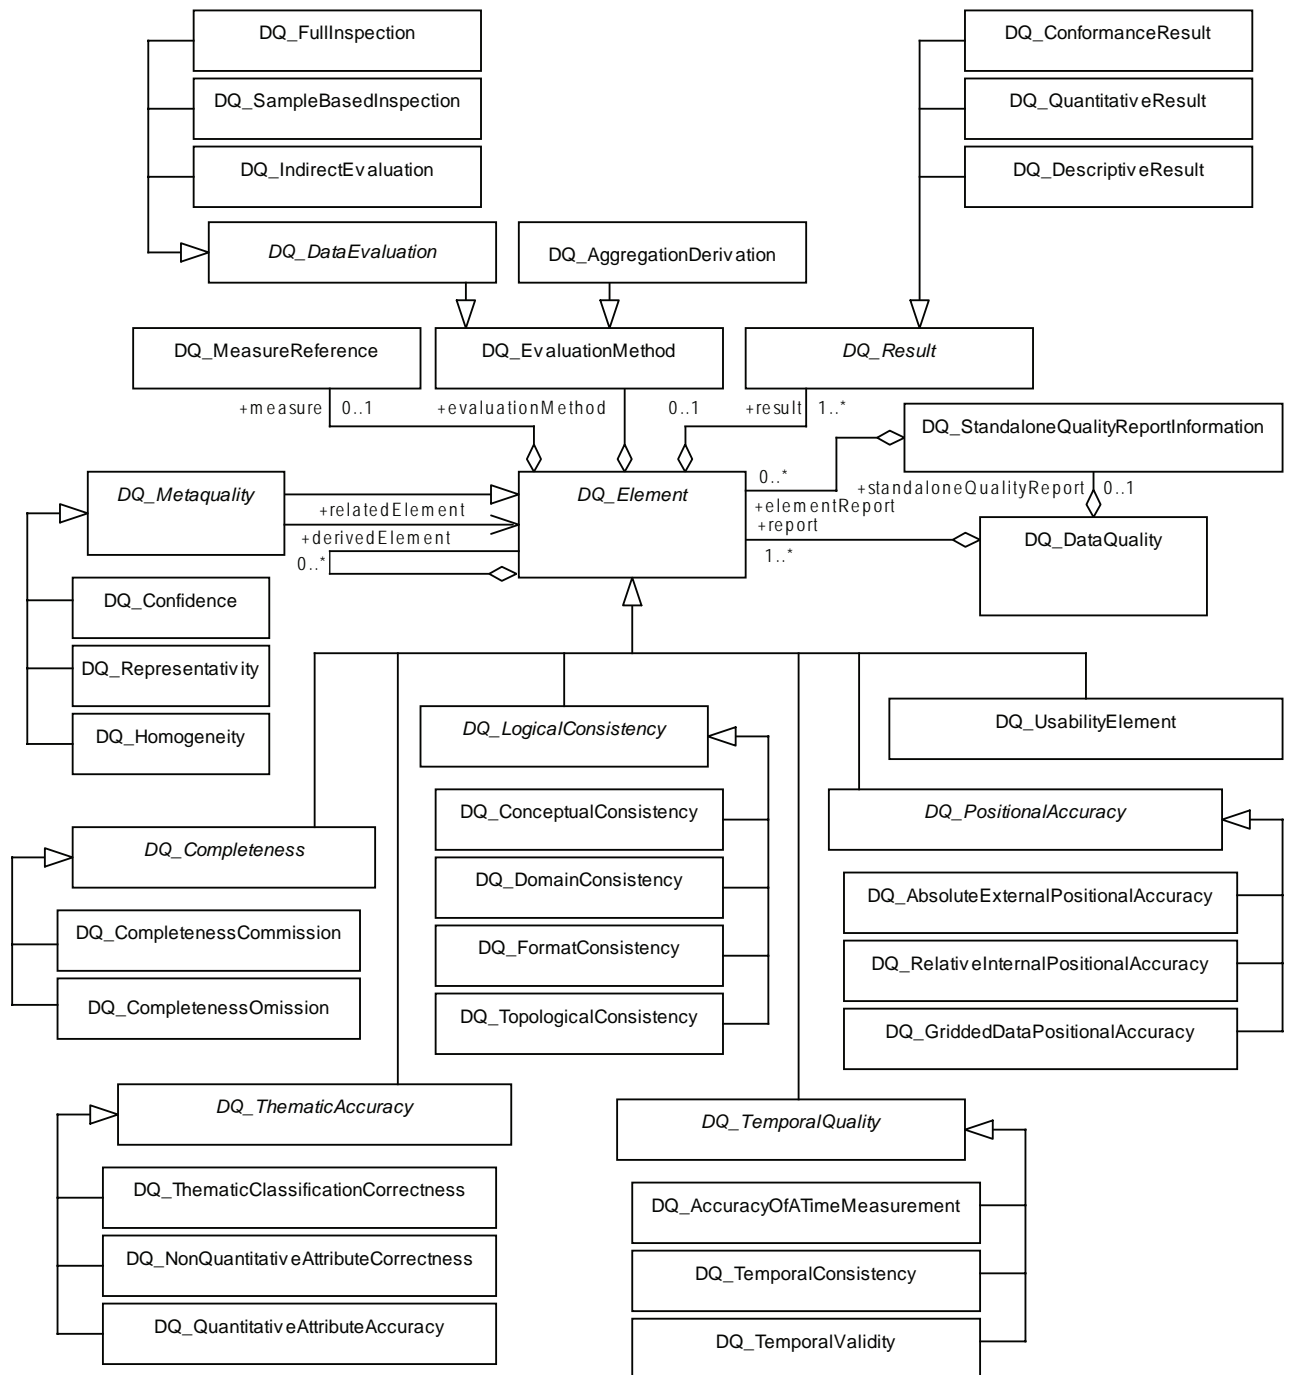 DQ_FullInspection
DQ_ConformanceResult
DQ_SampleBasedInspection
DQ_QuantitativeResult
DQ_IndirectEvaluation
DQ_DescriptiveResult
DQ_DataEvaluation
DQ_AggregationDerivation
DQ_MeasureReference
DQ_EvaluationMethod
DQ_Result
+measure 0..1
+evaluationMethod 0..1
+result 1..*
DQ_StandaloneQualityReportInformation
DQ_Metaquality
DQ_Element
0..*
+standaloneQualityReport 0..1
+relatedElement
+elementReport
+report
+derivedElement
DQ_DataQuality
0..*
1..*
DQ_Confidence
DQ_Representativity
DQ_Homogeneity
DQ_LogicalConsistency
DQ_UsabilityElement
DQ_ConceptualConsistency
DQ_PositionalAccuracy
DQ_Completeness
DQ_DomainConsistency
DQ_AbsoluteExternalPositionalAccuracy
DQ_CompletenessCommission
DQ_FormatConsistency
DQ_RelativeInternalPositionalAccuracy
DQ_CompletenessOmission
DQ_TopologicalConsistency
DQ_GriddedDataPositionalAccuracy
DQ_ThematicAccuracy
DQ_TemporalQuality
DQ_ThematicClassificationCorrectness
DQ_AccuracyOfATimeMeasurement
DQ_NonQuantitativeAttributeCorrectness
DQ_TemporalConsistency
DQ_QuantitativeAttributeAccuracy
DQ_TemporalValidity